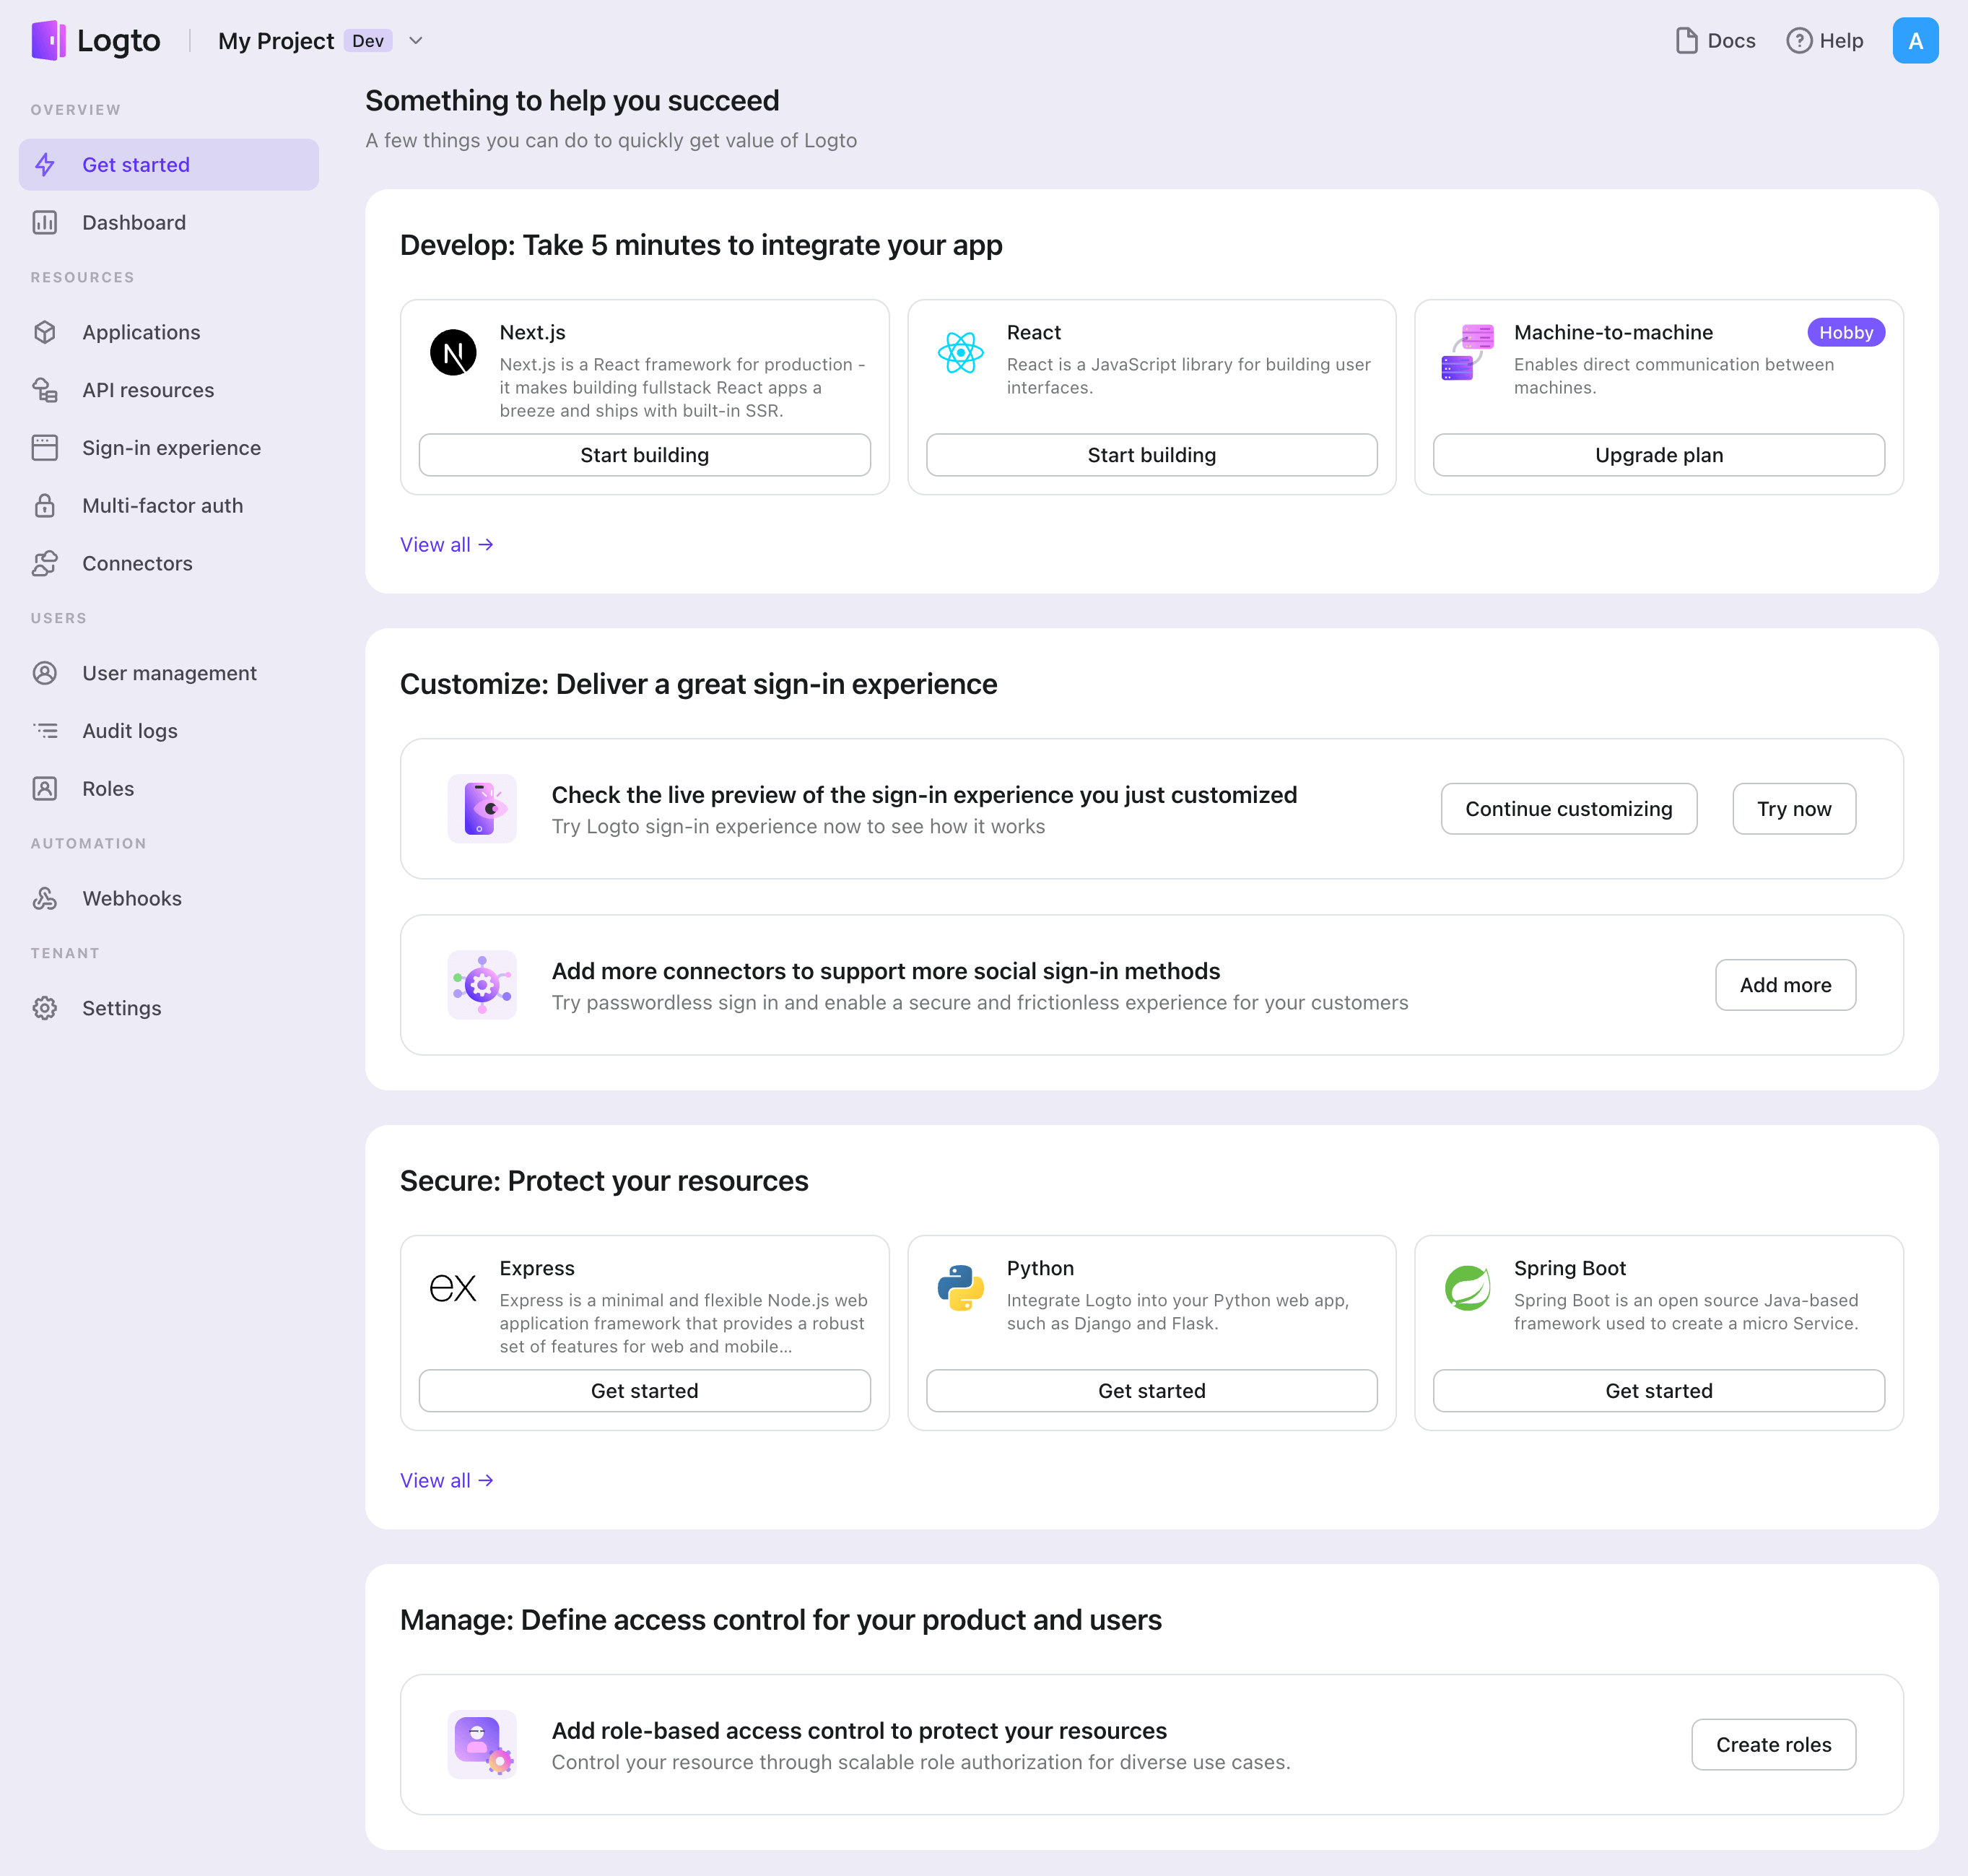 Logto
My Project Dev
Docs
Help
A
OVERVIEW
Get started
Dashboard
RESOURCES
Applications
API resources
Sign-in experience
Multi-factor auth
Connectors
USERS
User management
Audit logs
Roles
AUTOMATION
Webhooks
TENANT
Settings
Something to help you succeed
A few things you can do to quickly get value of Logto
Develop: Take 5 minutes to integrate your app
N
Next.js
Next.js is a React framework for production -
it makes building fullstack React apps a
breeze and ships with built-in SSR.
Start building
React
React is a JavaScript library for building user
interfaces.
Start building
Machine-to-machine
Hobby
Enables direct communication between
machines.
Upgrade plan
View all →
Customize: Deliver a great sign-in experience
Check the live preview of the sign-in experience you just customized
Try Logto sign-in experience now to see how it works
Continue customizing
Try now
Add more connectors to support more social sign-in methods
Try passwordless sign in and enable a secure and frictionless experience for your customers
Add more
Secure: Protect your resources
ex
Express
Express is a minimal and flexible Node.js web
application framework that provides a robust
set of features for web and mobile...
Get started
Python
Integrate Logto into your Python web app,
such as Django and Flask.
Get started
Spring Boot
Spring Boot is an open source Java-based
framework used to create a micro Service.
Get started
View all →
Manage: Define access control for your product and users
Add role-based access control to protect your resources
Control your resource through scalable role authorization for diverse use cases.
Create roles